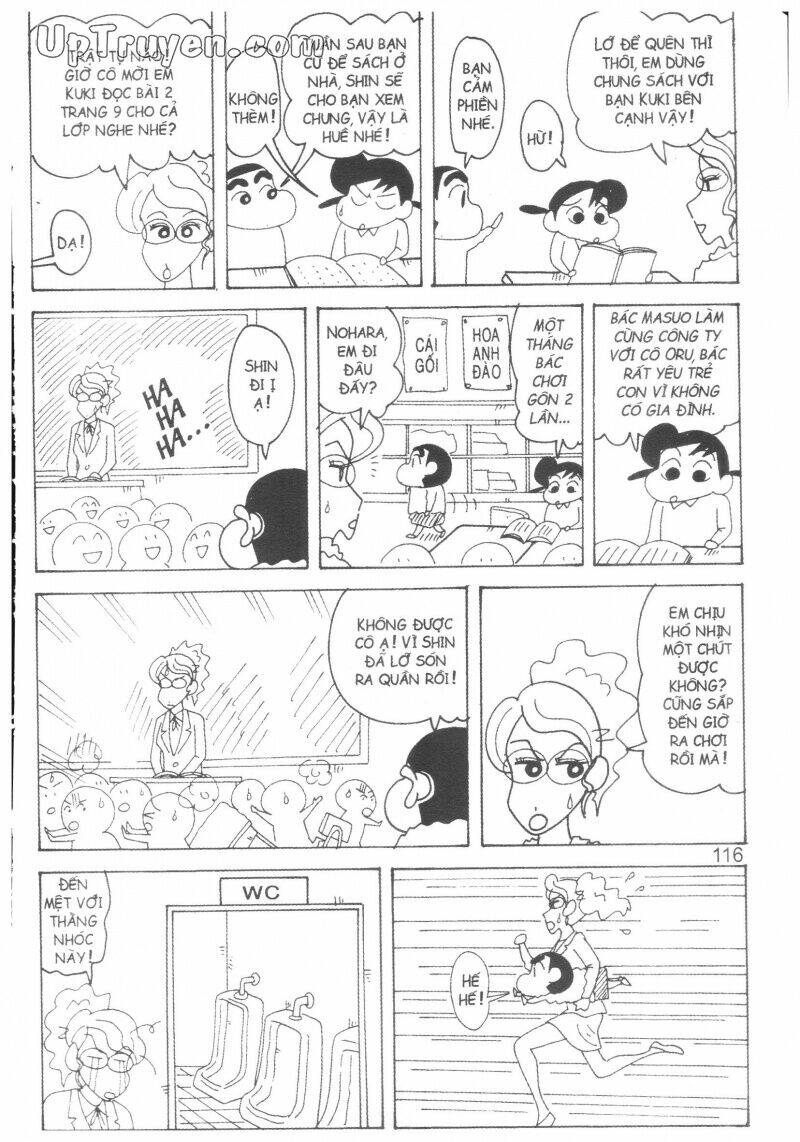 UpTruyen.com
LỠ ĐỂ QUÊN THÌ
THÔI, EM DÙNG
CHUNG SÁCH VỚI
BẠN KUKI BÊN
CẠNH VẬY!
HỪ!
BẠN
CẢM
PHIỀN
NHÉ.
TUẦN SAU BẠN
CỨ ĐỂ SÁCH Ở
NHÀ, SHIN SẼ
CHO BẠN XEM
CHUNG, VẬY LÀ
HUỀ NHÉ!
KHÔNG
THÈM!
TRẬT TỰ NÀO!
GIỜ CÔ MỜI EM
KUKI ĐỌC BÀI 2
TRANG 9 CHO CẢ
LỚP NGHE NHÉ?
DẠ!
BÁC MASUO LÀM
CÙNG CÔNG TY
VỚI CÔ ORU, BÁC
RẤT YÊU TRẺ
CON VÌ KHÔNG
CÓ GIA ĐÌNH.
MỘT
THÁNG
BÁC
CHƠI
GÔN 2
LẦN...
HOA
ANH
ĐÀO
CÁI
GỐI
NOHARA,
EM ĐI
ĐÂU
ĐẤY?
SHIN
ĐI Ị
Ạ!
HA
HA
HA...
EM CHỊU
KHÓ NHỊN
MỘT CHÚT
ĐƯỢC
KHÔNG?
CŨNG SẮP
ĐẾN GIỜ
RA CHƠI
RỒI MÀ!
KHÔNG ĐƯỢC
CÔ Ạ! VÌ SHIN
ĐÃ LỠ SÓN
RA QUẦN RỒI!
116
HẾ
HẾ!
WC
ĐẾN
MỆT VỚI
THẰNG
NHÓC
NÀY!